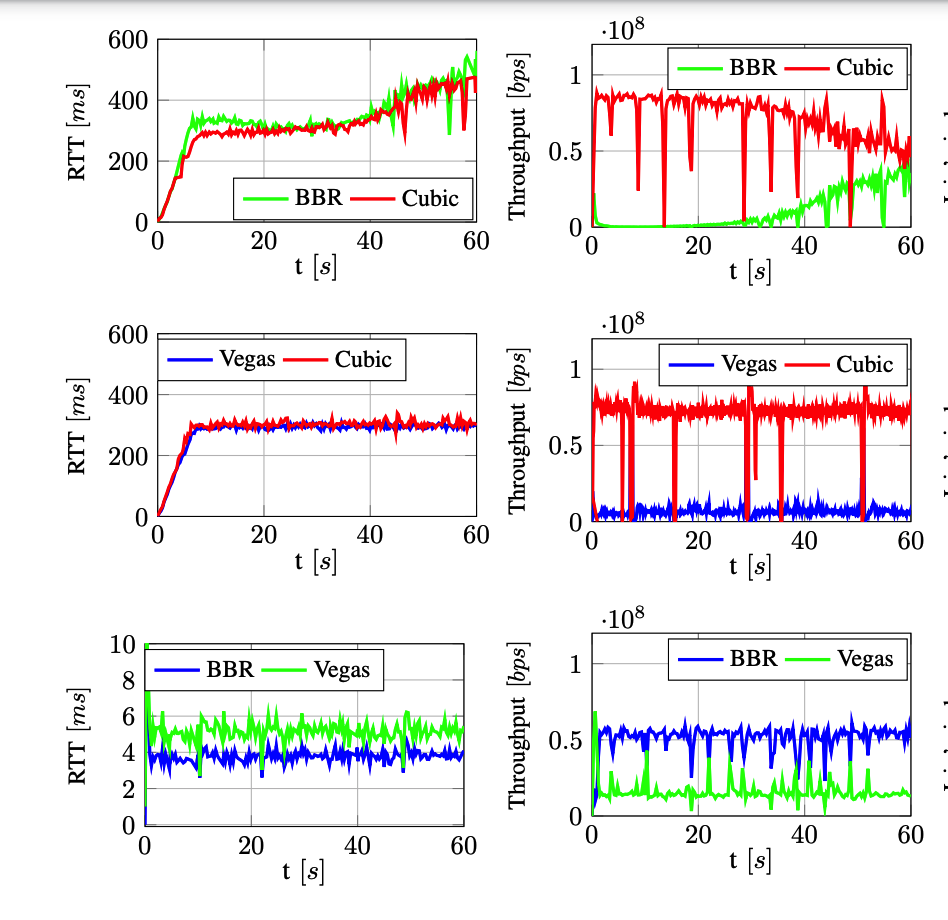 600
400
200
0
RTT [ms]
BBR Cubic
0 20 40 60
t [s]
·10^8
1
0.5
0
Throughput [bps]
BBR Cubic
0 20 40 60
t [s]
600
400
200
0
RTT [ms]
Vegas Cubic
0 20 40 60
t [s]
·10^8
1
0.5
0
Throughput [bps]
Vegas Cubic
0 20 40 60
t [s]
10
8
6
4
2
0
RTT [ms]
BBR Vegas
0 20 40 60
t [s]
·10^8
1
0.5
0
Throughput [bps]
BBR Vegas
0 20 40 60
t [s]